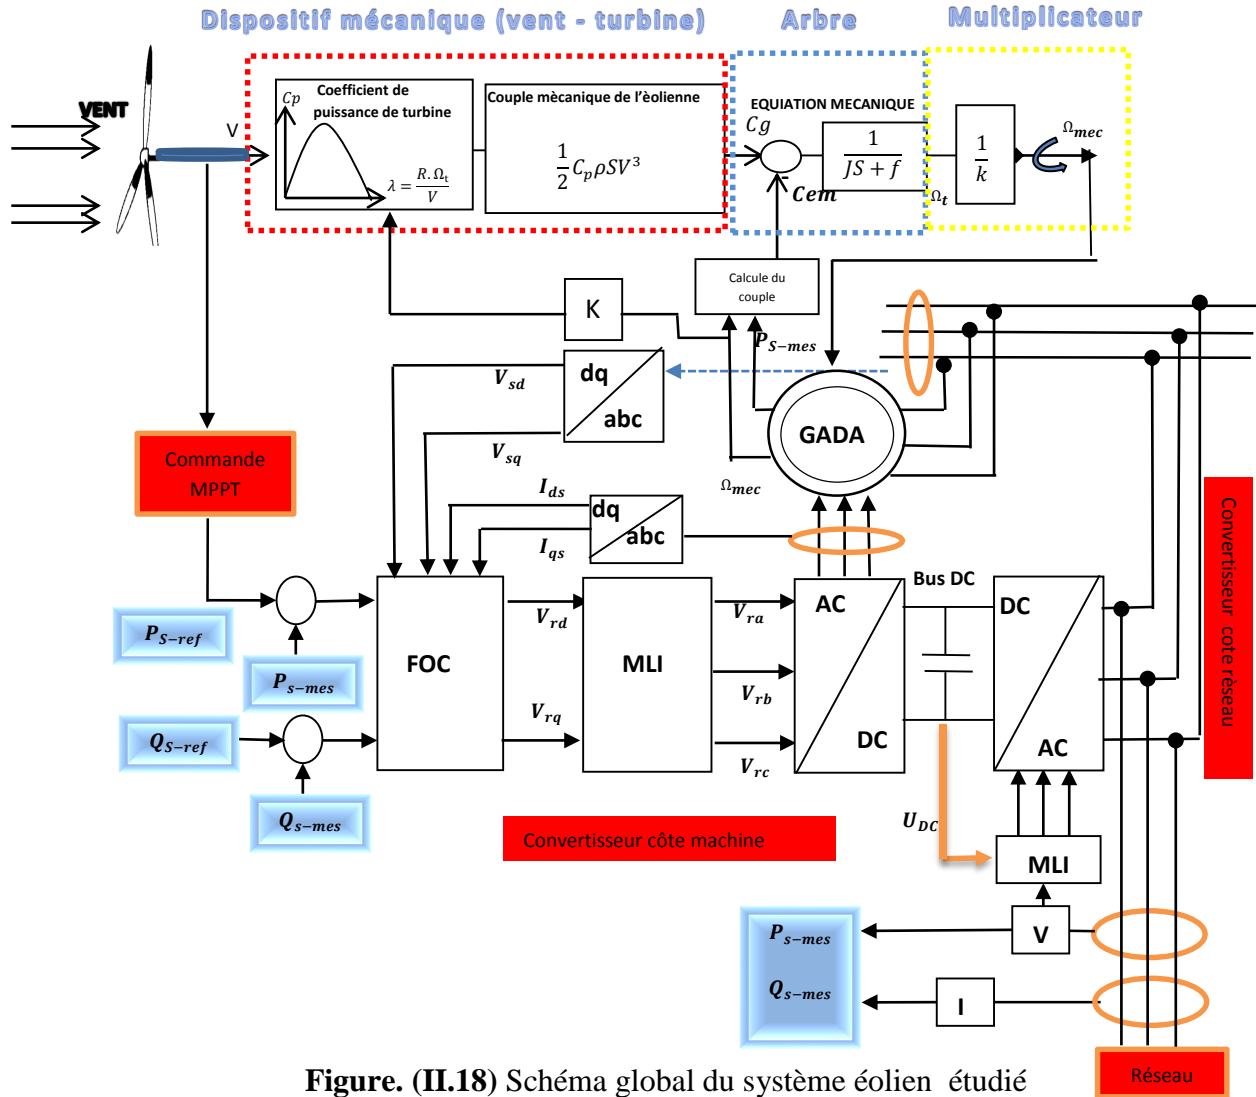 Dispositif mécanique (vent - turbine)
Arbre
Multiplicateur
VENT
V
Cp
Coefficient de
puissance de turbine
λ = R.Ωt / V
Couple mècanique de l'èolienne
1/2 CpρSV³
EQUIATION MECANIQUE
Cg
-
Cem
1 / JS + f
Ωt
1 / k
Ωmec
Calcule du
couple
K
PS-mes
dq
abc
Vsd
Vsq
GADA
Ωmec
Commande
MPPT
Ids
Iqs
dq
abc
Convertisseur cote rèseau
PS-ref
Ps-mes
QS-ref
Qs-mes
FOC
Vrd
Vrq
MLI
Vra
Vrb
Vrc
AC
DC
Bus DC
DC
AC
UDC
Convertisseur côte machine
MLI
V
I
Ps-mes
Qs-mes
Réseau
Figure. (II.18) Schéma global du système éolien étudié